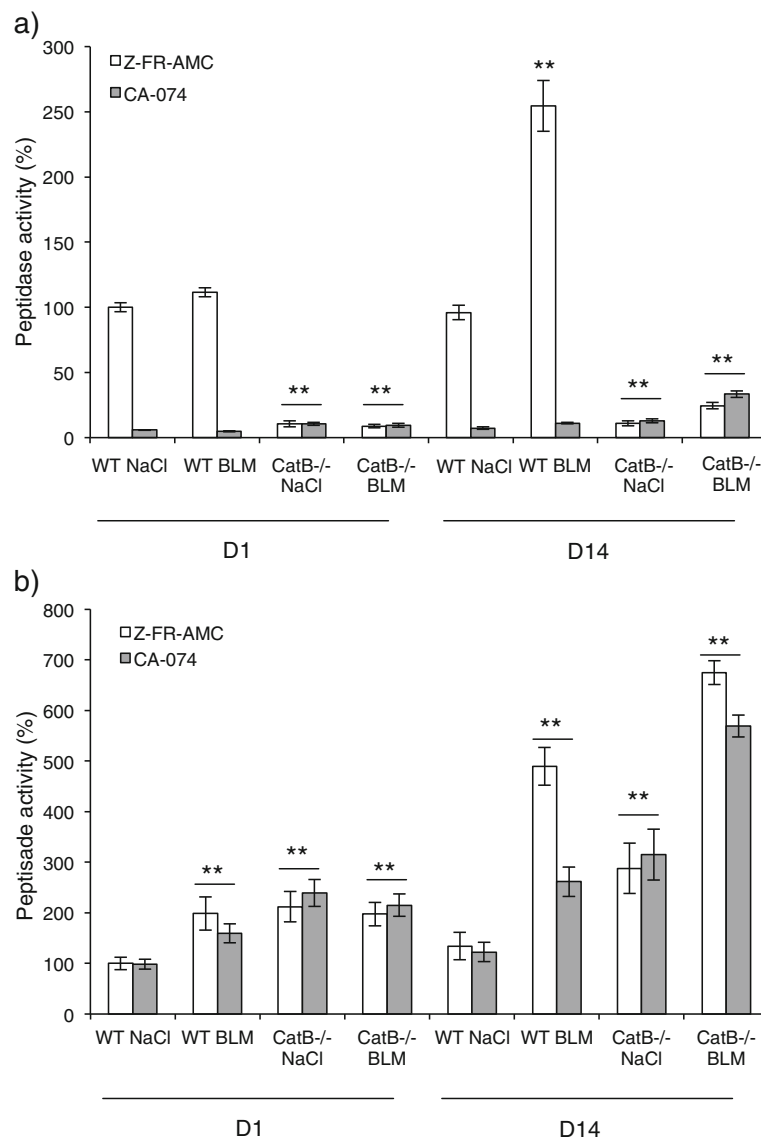 a)
Peptidase activity (%)
300
250
200
150
100
50
0
Z-FR-AMC
CA-074
**
**
**
**
**
WT NaCl
WT BLM
CatB-/-
NaCl
CatB-/-
BLM
WT NaCl
WT BLM
CatB-/-
NaCl
CatB-/-
BLM
D1
D14
b)
Peptisade activity (%)
800
700
600
500
400
300
200
100
0
Z-FR-AMC
CA-074
**
**
**
**
**
**
WT NaCl
WT BLM
CatB-/-
NaCl
CatB-/-
BLM
WT NaCl
WT BLM
CatB-/-
NaCl
CatB-/-
BLM
D1
D14